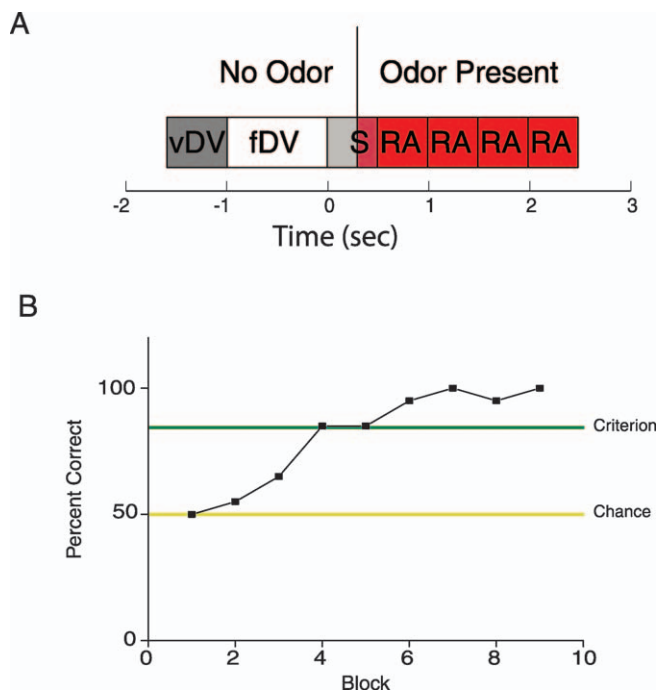 A
No Odor Odor Present
vDV fDV S RA RA RA RA
-2 -1 0 1 2 3
Time (sec)
B
100
Criterion
50
Chance
0
0 2 4 6 8 10
Percent Correct
Block